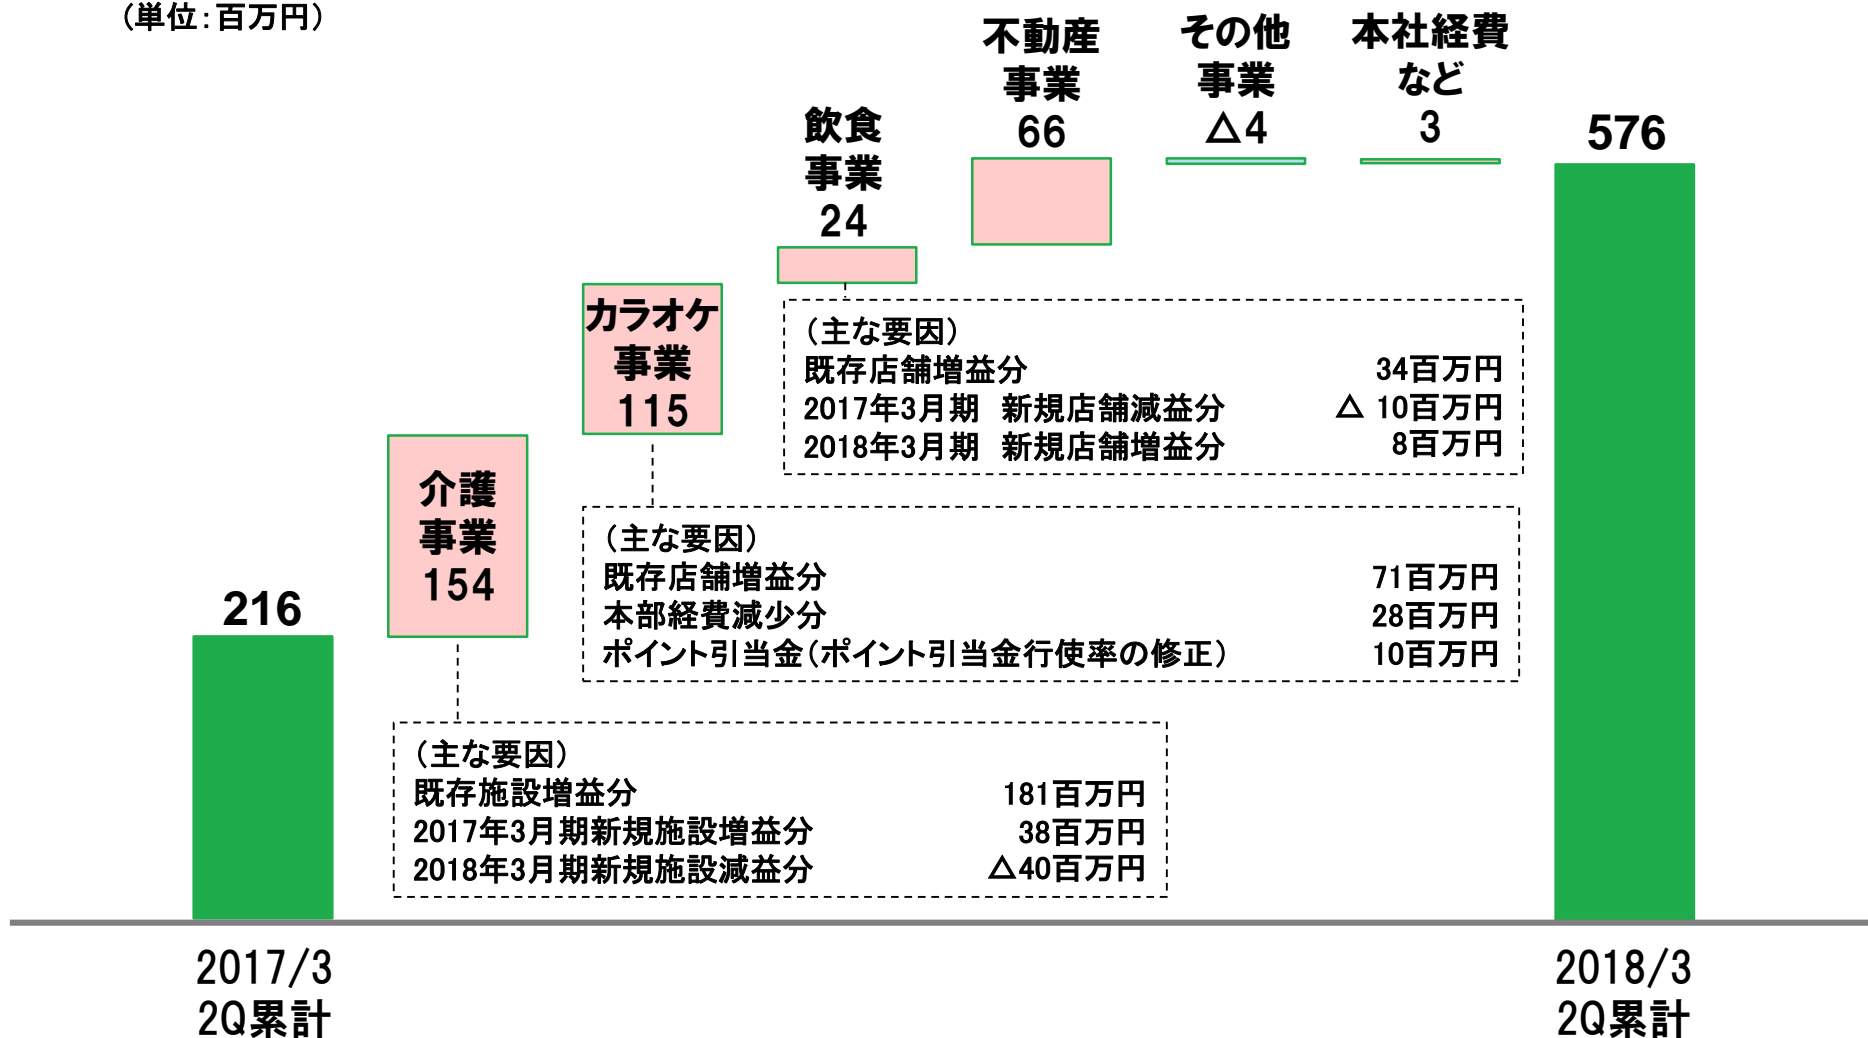 （単位：百万円）
216
介護
事業
154
カラオケ
事業
115
飲食
事業
24
不動産
事業
66
その他
事業
△4
本社経費
など
3
576
（主な要因）
既存店舗増益分 34百万円
2017年3月期　新規店舗減益分 △ 10百万円
2018年3月期　新規店舗増益分 8百万円
（主な要因）
既存店舗増益分 71百万円
本部経費減少分 28百万円
ポイント引当金（ポイント引当金行使率の修正） 10百万円
（主な要因）
既存施設増益分 181百万円
2017年3月期新規施設増益分 38百万円
2018年3月期新規施設減益分 △40百万円
2017/3
2Q累計
2018/3
2Q累計